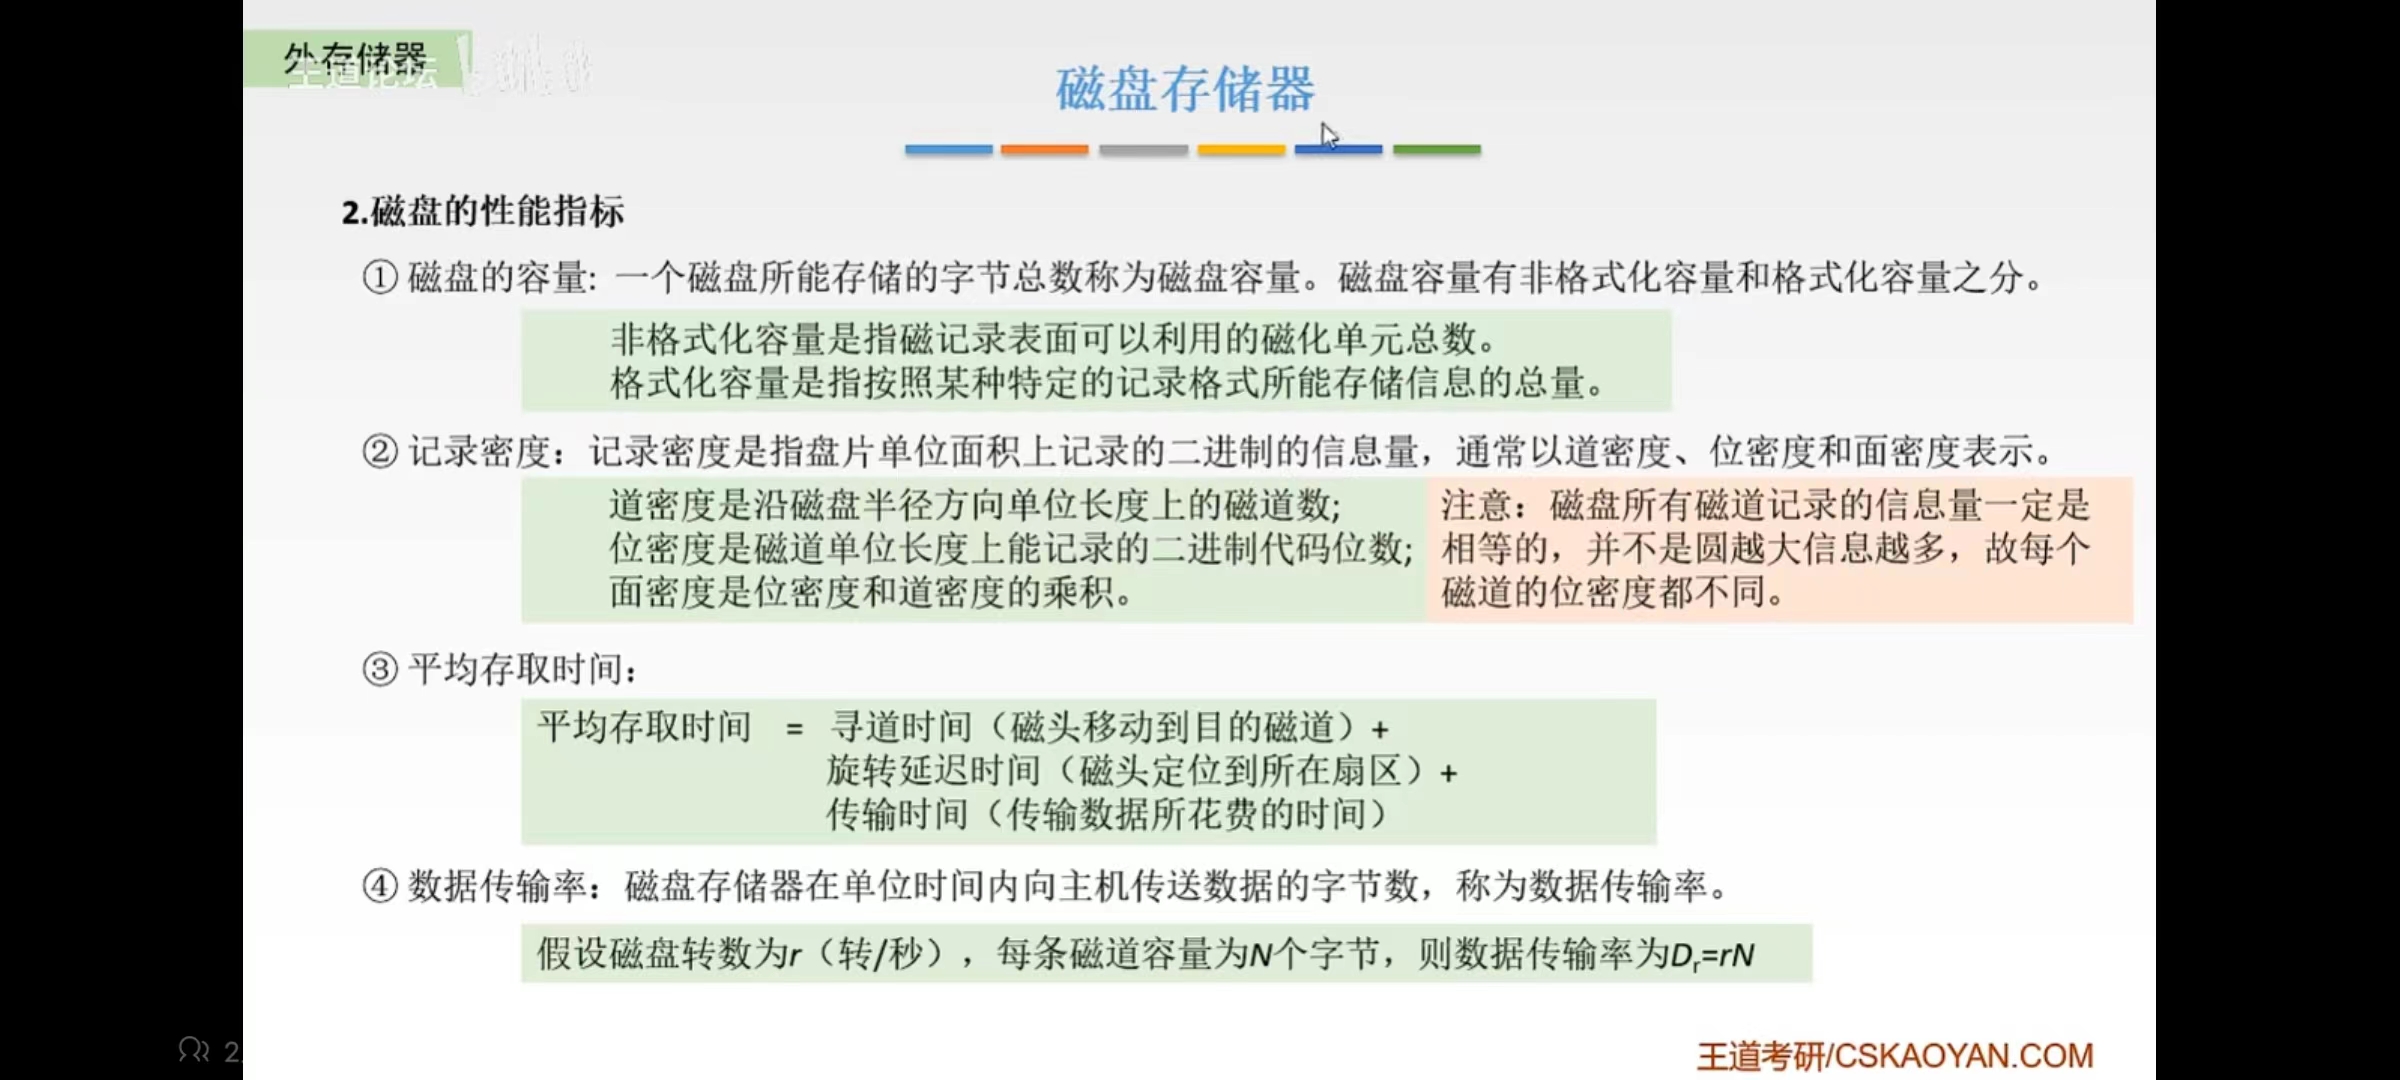 外存储器
王道论坛
磁盘存储器
2.磁盘的性能指标
① 磁盘的容量：一个磁盘所能存储的字节总数称为磁盘容量。磁盘容量有非格式化容量和格式化容量之分。
非格式化容量是指磁记录表面可以利用的磁化单元总数。
格式化容量是指按照某种特定的记录格式所能存储信息的总量。
② 记录密度：记录密度是指盘片单位面积上记录的二进制的信息量，通常以道密度、位密度和面密度表示。
道密度是沿磁盘半径方向单位长度上的磁道数；
位密度是磁道单位长度上能记录的二进制代码位数；
面密度是位密度和道密度的乘积。
注意：磁盘所有磁道记录的信息量一定是
相等的，并不是圆越大信息越多，故每个
磁道的位密度都不同。
③ 平均存取时间：
平均存取时间 = 寻道时间（磁头移动到目的磁道）+
旋转延迟时间（磁头定位到所在扇区）+
传输时间（传输数据所花费的时间）
④ 数据传输率：磁盘存储器在单位时间内向主机传送数据的字节数，称为数据传输率。
假设磁盘转数为r（转/秒），每条磁道容量为N个字节，则数据传输率为Dr=rN
王道考研/CSKAOYAN.COM